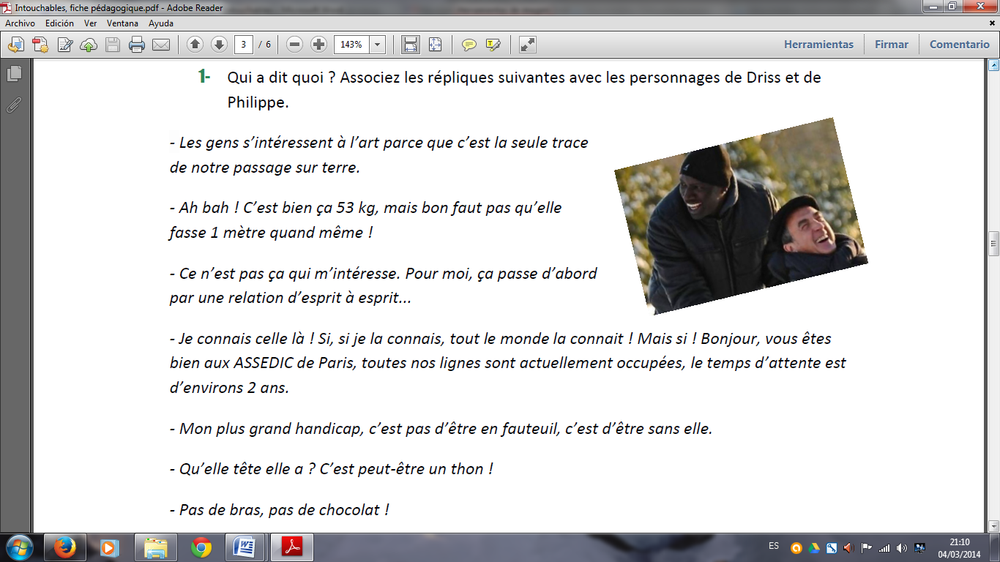 Intouchables, fiche pédagogique.pdf - Adobe Reader
Archivo Edición Ver Ventana Ayuda
3 / 6 143% Herramientas Firmar Comentario
1- Qui a dit quoi ? Associez les répliques suivantes avec les personnages de Driss et de
Philippe.
- Les gens s’intéressent à l’art parce que c’est la seule trace
de notre passage sur terre.
- Ah bah ! C’est bien ça 53 kg, mais bon faut pas qu’elle
fasse 1 mètre quand même !
- Ce n’est pas ça qui m’intéresse. Pour moi, ça passe d’abord
par une relation d’esprit à esprit...
- Je connais celle là ! Si, si je la connais, tout le monde la connait ! Mais si ! Bonjour, vous êtes
bien aux ASSEDIC de Paris, toutes nos lignes sont actuellement occupées, le temps d’attente est
d’environs 2 ans.
- Mon plus grand handicap, c’est pas d’être en fauteuil, c’est d’être sans elle.
- Qu’elle tête elle a ? C’est peut-être un thon !
- Pas de bras, pas de chocolat !
ES 21:10
04/03/2014